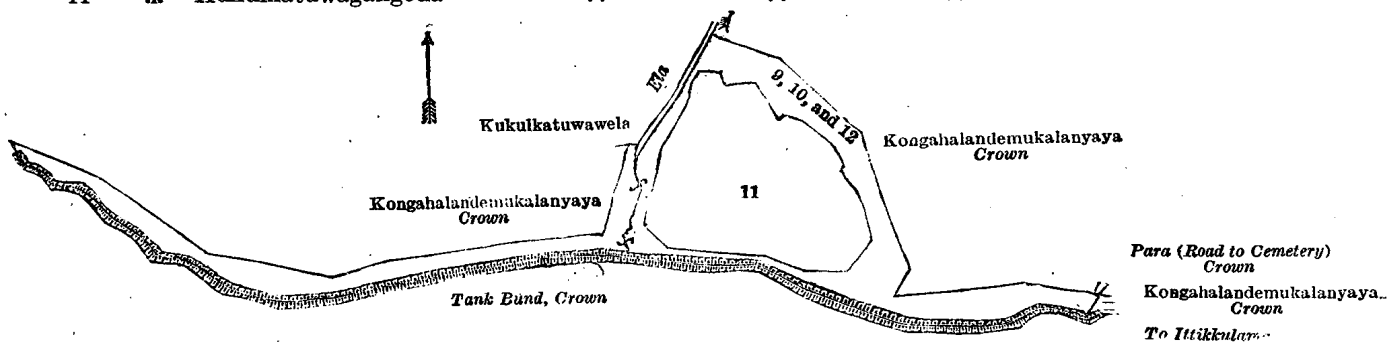 Ela
9, 10, and 12
Kukulkatuwawela
Kongahalandemukalanyaya
Crown
11
Kongahalandemukalanyaya
Crown
Para (Road to Cemetery)
Crown
Tank Bund, Crown
Kongahalandemukalanyaya
Crown
To